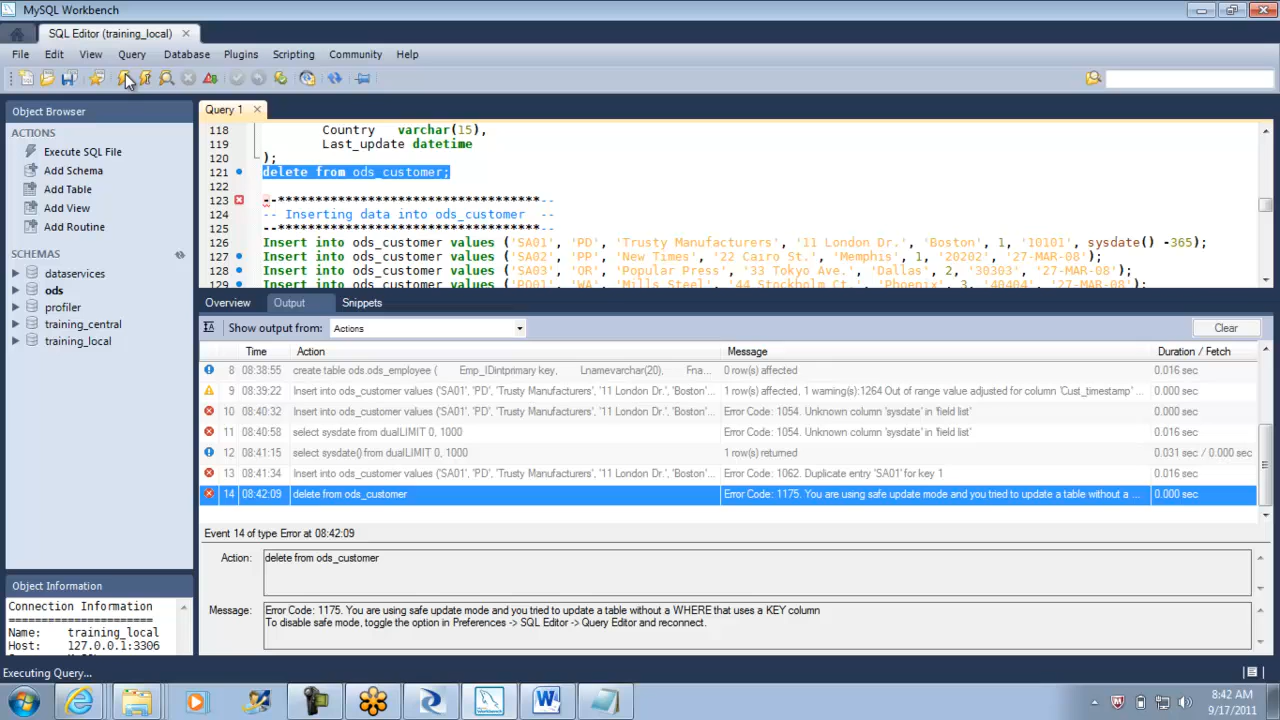 MySQL Workbench
SQL Editor (training_local)
File Edit View Query Database Plugins Scripting Community Help
Object Browser
ACTIONS
Execute SQL File
Add Schema
Add Table
Add View
Add Routine
SCHEMAS
dataservices
ods
profiler
training_central
training_local
Object Information
Connection Information
=====================
Name: training_local
Host: 127.0.0.1:3306
Query 1
118 Country varchar(15),
119 Last_update datetime
120 );
121 delete from ods_customer;
122
123 --***********************************--
124 -- Inserting data into ods_customer --
125 --***********************************--
126 Insert into ods_customer values ('SA01', 'PD', 'Trusty Manufacturers', '11 London Dr.', 'Boston', 1, '10101', sysdate() -365);
127 Insert into ods_customer values ('SA02', 'PP', 'New Times', '22 Cairo St.', 'Memphis', 1, '20202', '27-MAR-08');
128 Insert into ods_customer values ('SA03', 'OR', 'Popular Press', '33 Tokyo Ave.', 'Dallas', 2, '30303', '27-MAR-08');
129 Insert into ods_customer values ('PO01', 'WA', 'Mills Steel', '44 Stockholm Ct.', 'Phoenix', 3, '40404', '27-MAR-08');
Overview Output Snippets
Show output from: Actions Clear
Time Action Message Duration / Fetch
8 08:38:55 create table ods.ods_employee ( Emp_IDintprimary key, Lnamevarchar(20), Fna... 0 row(s) affected 0.016 sec
9 08:39:22 Insert into ods_customer values ('SA01', 'PD', 'Trusty Manufacturers', '11 London Dr.', 'Boston'... 1 row(s) affected, 1 warning(s):1264 Out of range value adjusted for column 'Cust_timestamp' ... 0.000 sec
10 08:40:32 Insert into ods_customer values ('SA01', 'PD', 'Trusty Manufacturers', '11 London Dr.', 'Boston'... Error Code: 1054. Unknown column 'sysdate' in 'field list' 0.000 sec
11 08:40:58 select sysdate from dualLIMIT 0, 1000 Error Code: 1054. Unknown column 'sysdate' in 'field list' 0.016 sec
12 08:41:15 select sysdate() from dualLIMIT 0, 1000 1 row(s) returned 0.031 sec / 0.000 sec
13 08:41:34 Insert into ods_customer values ('SA01', 'PD', 'Trusty Manufacturers', '11 London Dr.', 'Boston'... Error Code: 1062. Duplicate entry 'SA01' for key 1 0.016 sec
14 08:42:09 delete from ods_customer Error Code: 1175. You are using safe update mode and you tried to update a table without a ... 0.000 sec
Event 14 of type Error at 08:42:09
Action: delete from ods_customer
Message: Error Code: 1175. You are using safe update mode and you tried to update a table without a WHERE that uses a KEY column
To disable safe mode, toggle the option in Preferences -> SQL Editor -> Query Editor and reconnect.
Executing Query...
8:42 AM
9/17/2011